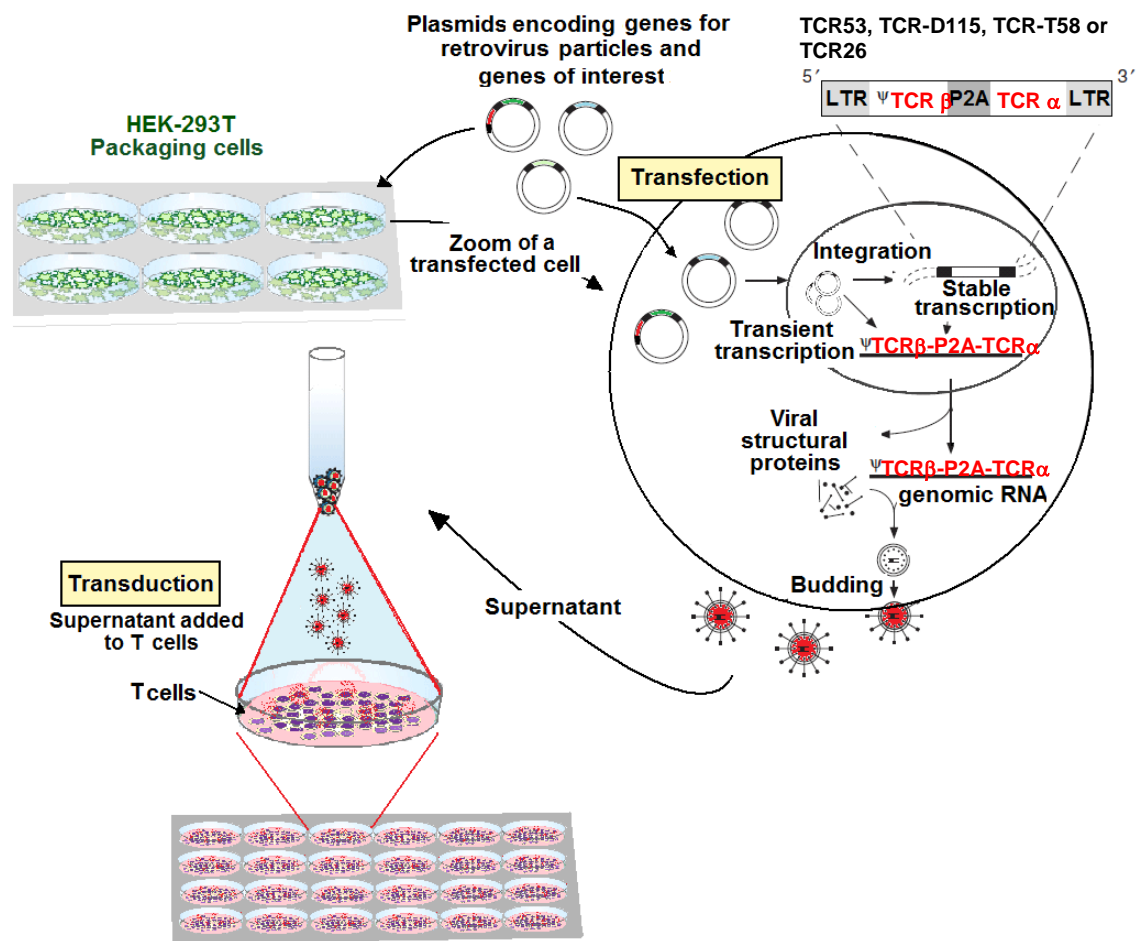 Plasmids encoding genes for
retrovirus particles and
genes of interest
TCR53, TCR-D115, TCR-T58 or
TCR26
5′
3′
LTR ΨTCR β P2A TCR α LTR
HEK-293T
Packaging cells
Transfection
Zoom of a
transfected cell
Integration
Stable
transcription
Transient
transcription
ΨTCRβ-P2A-TCRα
Viral
structural
proteins
ΨTCRβ-P2A-TCRα
genomic RNA
Budding
Supernatant
Transduction
Supernatant added
to T cells
T cells